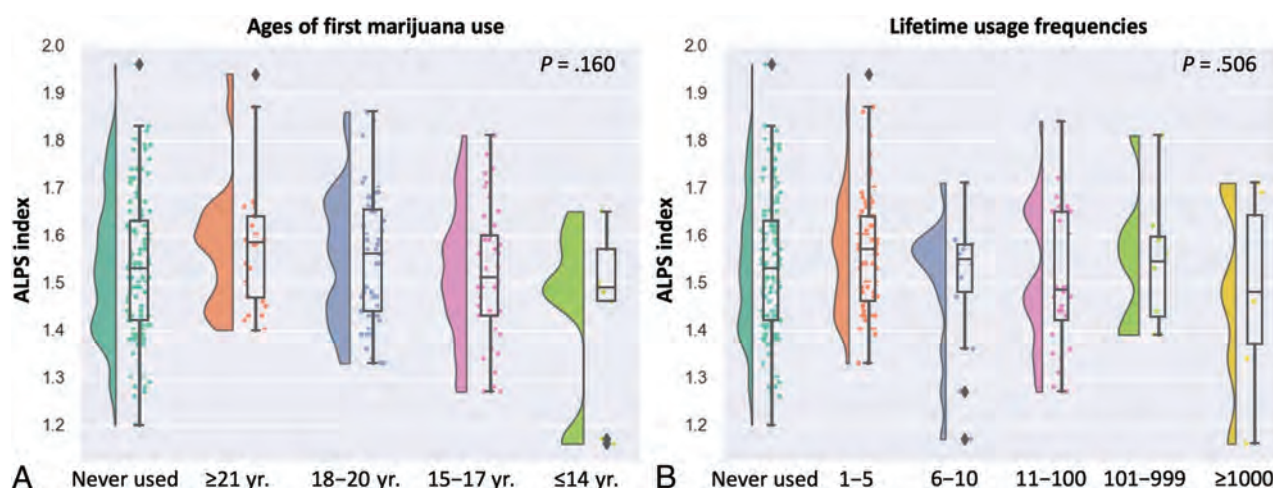 Ages of first marijuana use
P = .160
ALPS index
2.0
1.9
1.8
1.7
1.6
1.5
1.4
1.3
1.2
A
Never used ≥21 yr. 18–20 yr. 15–17 yr. ≤14 yr.
Lifetime usage frequencies
P = .506
ALPS index
2.0
1.9
1.8
1.7
1.6
1.5
1.4
1.3
1.2
B
Never used 1–5 6–10 11–100 101–999 ≥1000